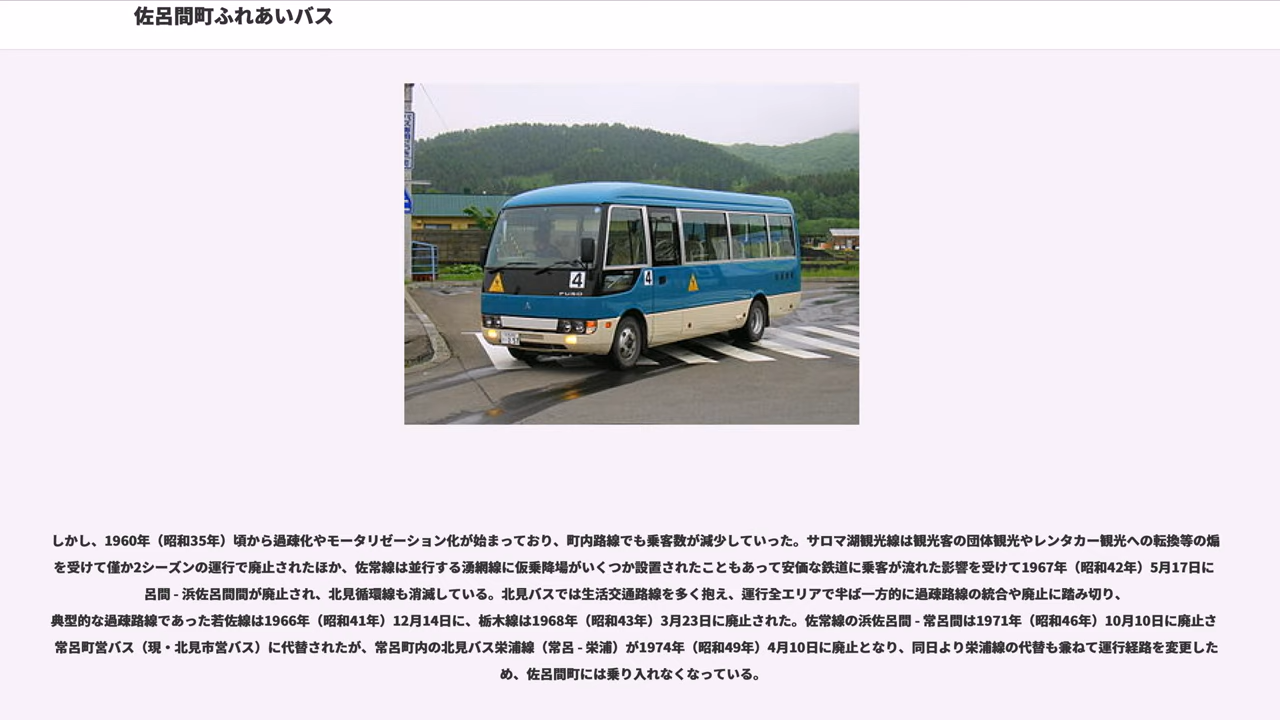 佐呂間町ふれあいバス
4
4
FUSO
しかし、1960年（昭和35年）頃から過疎化やモータリゼーション化が始まっており、町内路線でも乗客数が減少していった。サロマ湖観光線は観光客の団体観光やレンタカー観光への転換等の煽
を受けて僅か2シーズンの運行で廃止されたほか、佐常線は並行する湧網線に仮乗降場がいくつか設置されたこともあって安価な鉄道に乗客が流れた影響を受けて1967年（昭和42年）5月17日に
呂間 - 浜佐呂間間が廃止され、北見循環線も消滅している。北見バスでは生活交通路線を多く抱え、運行全エリアで半ば一方的に過疎路線の統合や廃止に踏み切り、
典型的な過疎路線であった若佐線は1966年（昭和41年）12月14日に、栃木線は1968年（昭和43年）3月23日に廃止された。佐常線の浜佐呂間 - 常呂間は1971年（昭和46年）10月10日に廃止さ
常呂町営バス（現・北見市営バス）に代替されたが、常呂町内の北見バス栄浦線（常呂 - 栄浦）が1974年（昭和49年）4月10日に廃止となり、同日より栄浦線の代替も兼ねて運行経路を変更した
め、佐呂間町には乗り入れなくなっている。